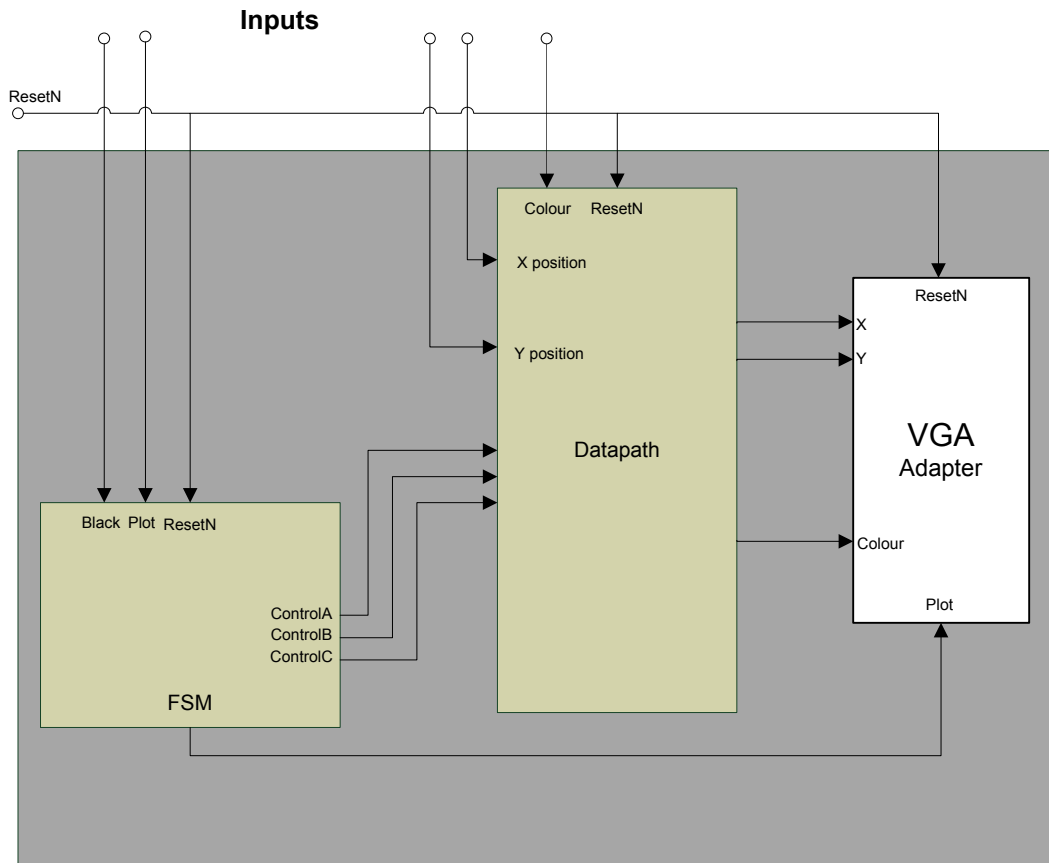 Inputs
ResetN
Colour ResetN
X position
Y position
Datapath
ResetN
X
Y
VGA
Adapter
Colour
Plot
Black Plot ResetN
ControlA
ControlB
ControlC
FSM